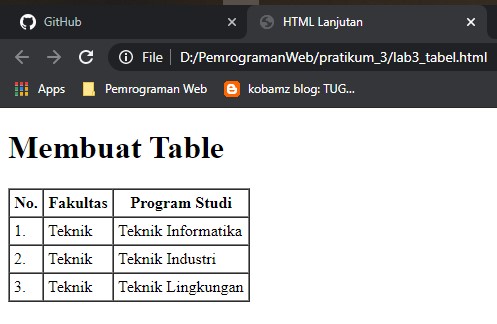 GitHub × HTML Lanjutan ×
File | D:/PemrogramanWeb/pratikum_3/lab3_tabel.html
Apps Pemrograman Web kobamz blog: TUG...
Membuat Table
No. Fakultas Program Studi
1. Teknik Teknik Informatika
2. Teknik Teknik Industri
3. Teknik Teknik Lingkungan